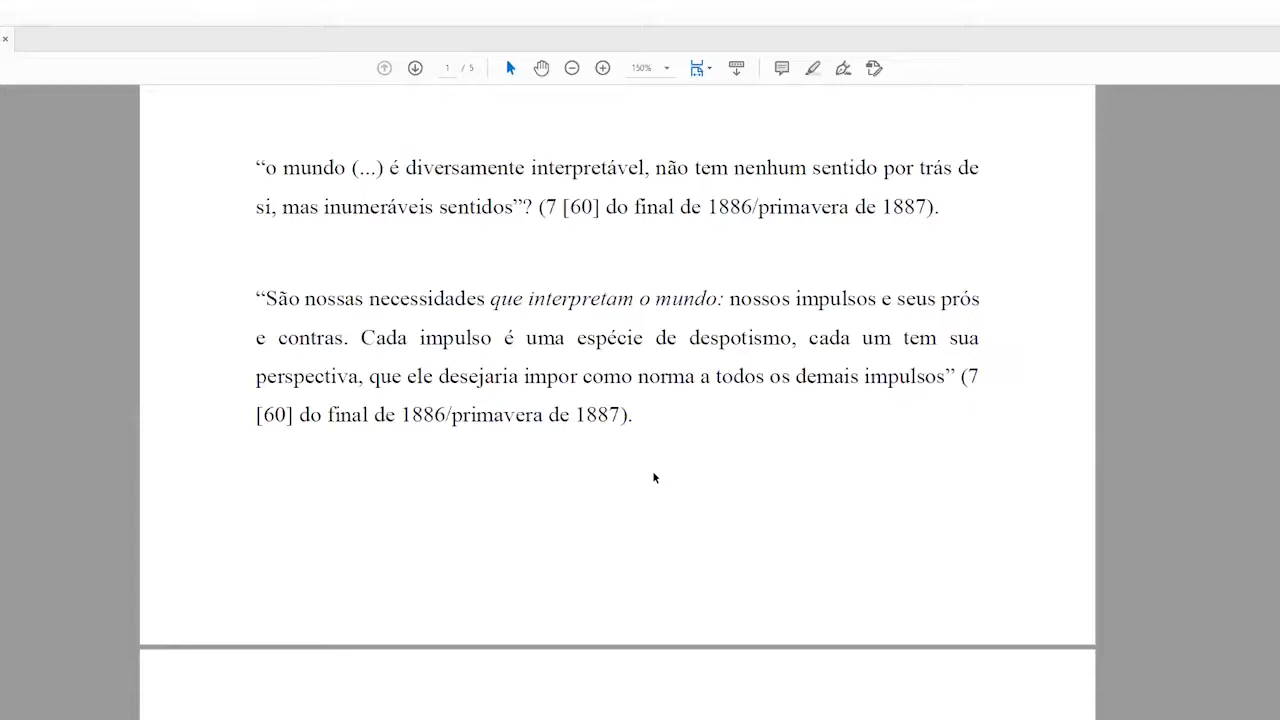 1 / 5
150%
“o mundo (...) é diversamente interpretável, não tem nenhum sentido por trás de
si, mas inumeráveis sentidos”? (7 [60] do final de 1886/primavera de 1887).
“São nossas necessidades que interpretam o mundo: nossos impulsos e seus prós
e contras. Cada impulso é uma espécie de despotismo, cada um tem sua
perspectiva, que ele desejaria impor como norma a todos os demais impulsos” (7
[60] do final de 1886/primavera de 1887).